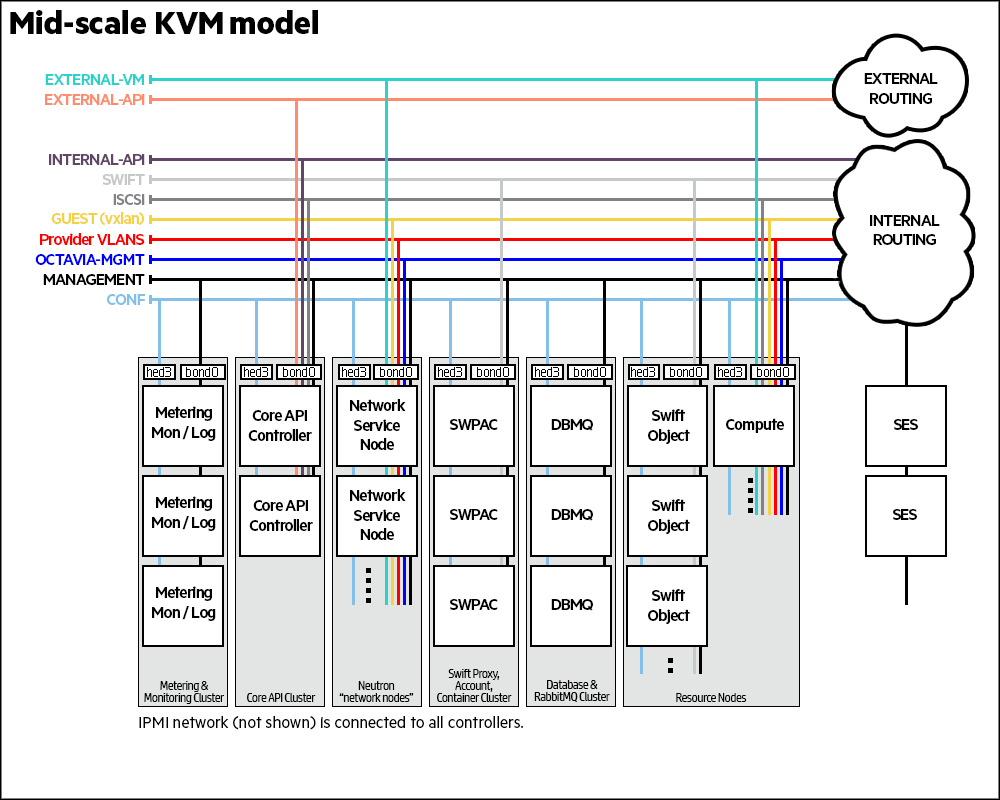 Mid-scale KVM model
EXTERNAL-VM
EXTERNAL-API
EXTERNAL
ROUTING
INTERNAL-API
SWIFT
ISCSI
GUEST (vxlan)
Provider VLANS
OCTAVIA-MGMT
MANAGEMENT
CONF
INTERNAL
ROUTING
hed3 bond0
Metering
Mon / Log
Metering
Mon / Log
Metering
Mon / Log
Metering &
Monitoring Cluster
hed3 bond0
Core API
Controller
Core API
Controller
Core API Cluster
hed3 bond0
Network
Service
Node
Network
Service
Node
Neutron
“network nodes”
hed3 bond0
SWPAC
SWPAC
SWPAC
Swift Proxy,
Account,
Container Cluster
hed3 bond0
DBMQ
DBMQ
DBMQ
Database &
RabbitMQ Cluster
hed3 bond0
Swift
Object
Swift
Object
Swift
Object
hed3 bond0
Compute
Resource Nodes
SES
SES
IPMI network (not shown) is connected to all controllers.